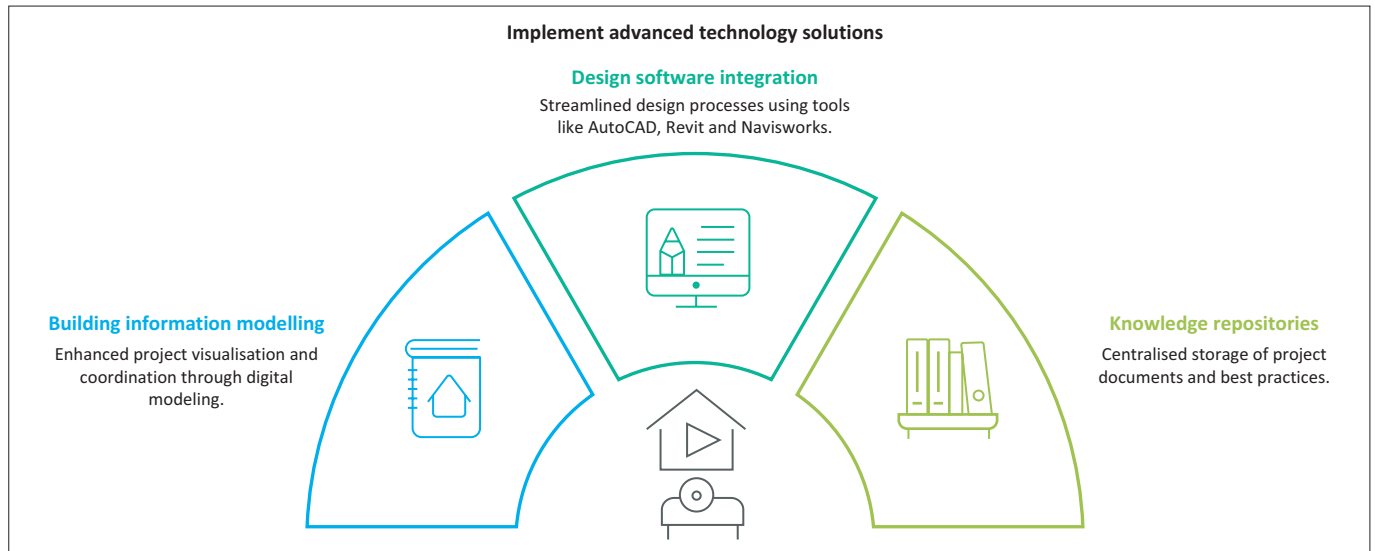 Implement advanced technology solutions
Design software integration
Streamlined design processes using tools
like AutoCAD, Revit and Navisworks.
Building information modelling
Enhanced project visualisation and
coordination through digital
modeling.
Knowledge repositories
Centralised storage of project
documents and best practices.